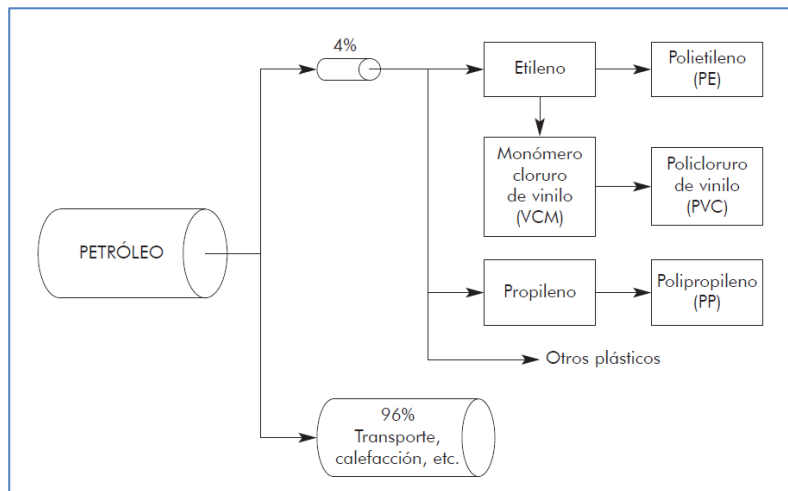 4%
Etileno
Polietileno
(PE)
Monómero
cloruro
de vinilo
(VCM)
Policloruro
de vinilo
(PVC)
PETRÓLEO
Propileno
Polipropileno
(PP)
Otros plásticos
96%
Transporte,
calefacción, etc.